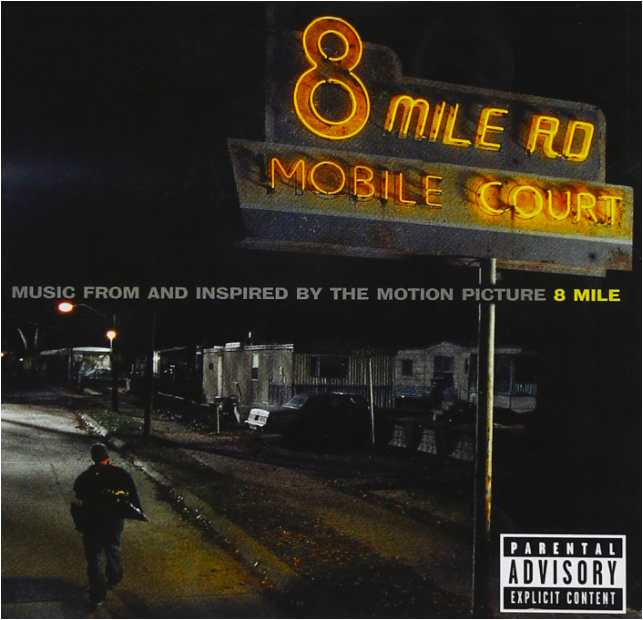 8 MILE RD
MOBILE COURT
MUSIC FROM AND INSPIRED BY THE MOTION PICTURE 8 MILE
PARENTAL
ADVISORY
EXPLICIT CONTENT